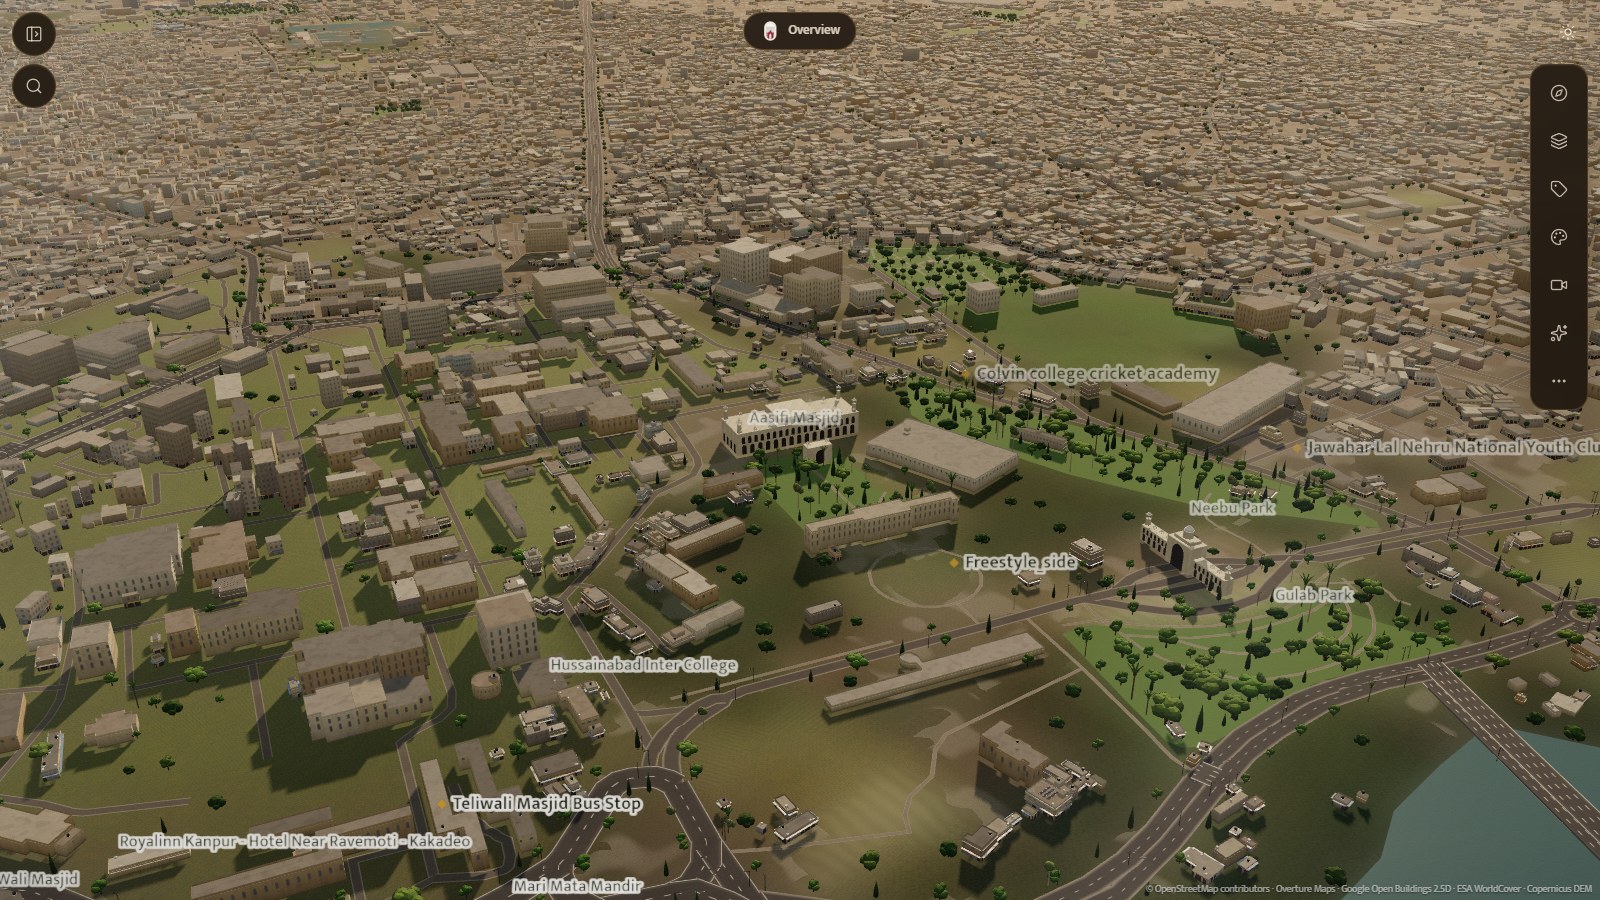 Overview
Colvin college cricket academy
Aasifi Masjid
Jawahar Lal Nehru National Youth Clu
Neebu Park
Freestyle_side
Gulab Park
Hussainabad Inter College
Teliwali Masjid Bus Stop
Royalinn Kanpur - Hotel Near Ravemoti - Kakadeo
Wali Masjid
Mari Mata Mandir
© OpenStreetMap contributors · Overture Maps · Google Open Buildings 2.5D · ESA WorldCover · Copernicus DEM